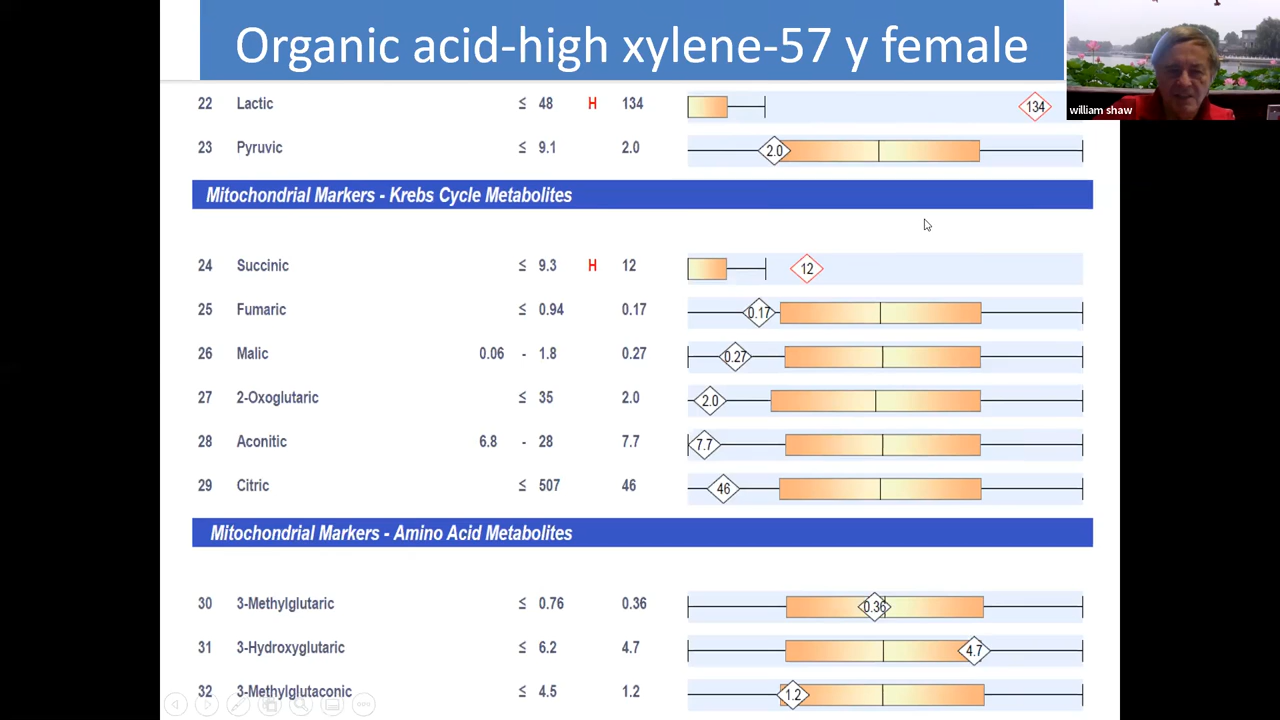 Organic acid-high xylene-57 y female
william shaw
22 Lactic ≤ 48 H 134 134
23 Pyruvic ≤ 9.1 2.0 2.0
Mitochondrial Markers - Krebs Cycle Metabolites
24 Succinic ≤ 9.3 H 12 12
25 Fumaric ≤ 0.94 0.17 0.17
26 Malic 0.06 - 1.8 0.27 0.27
27 2-Oxoglutaric ≤ 35 2.0 2.0
28 Aconitic 6.8 - 28 7.7 7.7
29 Citric ≤ 507 46 46
Mitochondrial Markers - Amino Acid Metabolites
30 3-Methylglutaric ≤ 0.76 0.36 0.36
31 3-Hydroxyglutaric ≤ 6.2 4.7 4.7
32 3-Methylglutaconic ≤ 4.5 1.2 1.2